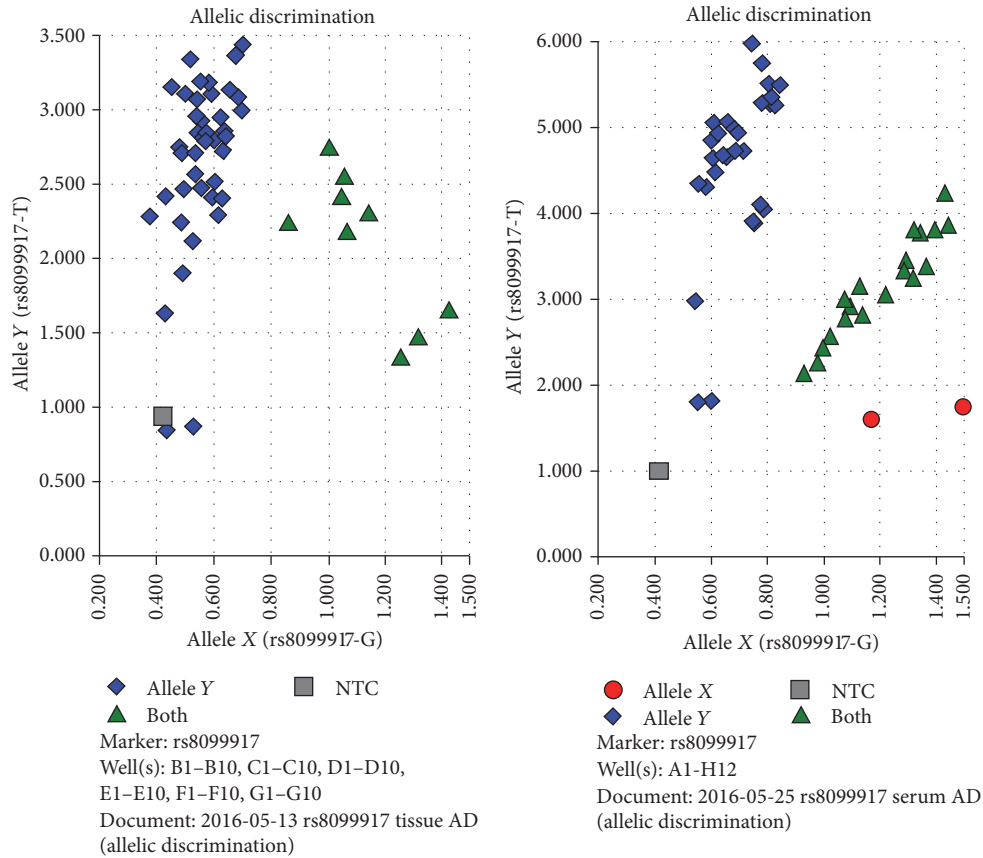 Allelic discrimination
3.500
3.000
2.500
2.000
1.500
1.000
0.500
0.000
Allele Y (rs8099917-T)
0.200
0.400
0.600
0.800
1.000
1.200
1.400
1.500
Allele X (rs8099917-G)
Allele Y
NTC
Both
Marker: rs8099917
Well(s): B1–B10, C1–C10, D1–D10,
E1–E10, F1–F10, G1–G10
Document: 2016-05-13 rs8099917 tissue AD
(allelic discrimination)
Allelic discrimination
6.000
5.000
4.000
3.000
2.000
1.000
0.000
Allele Y (rs8099917-T)
0.200
0.400
0.600
0.800
1.000
1.200
1.400
1.500
Allele X (rs8099917-G)
Allele X
NTC
Allele Y
Both
Marker: rs8099917
Well(s): A1-H12
Document: 2016-05-25 rs8099917 serum AD
(allelic discrimination)